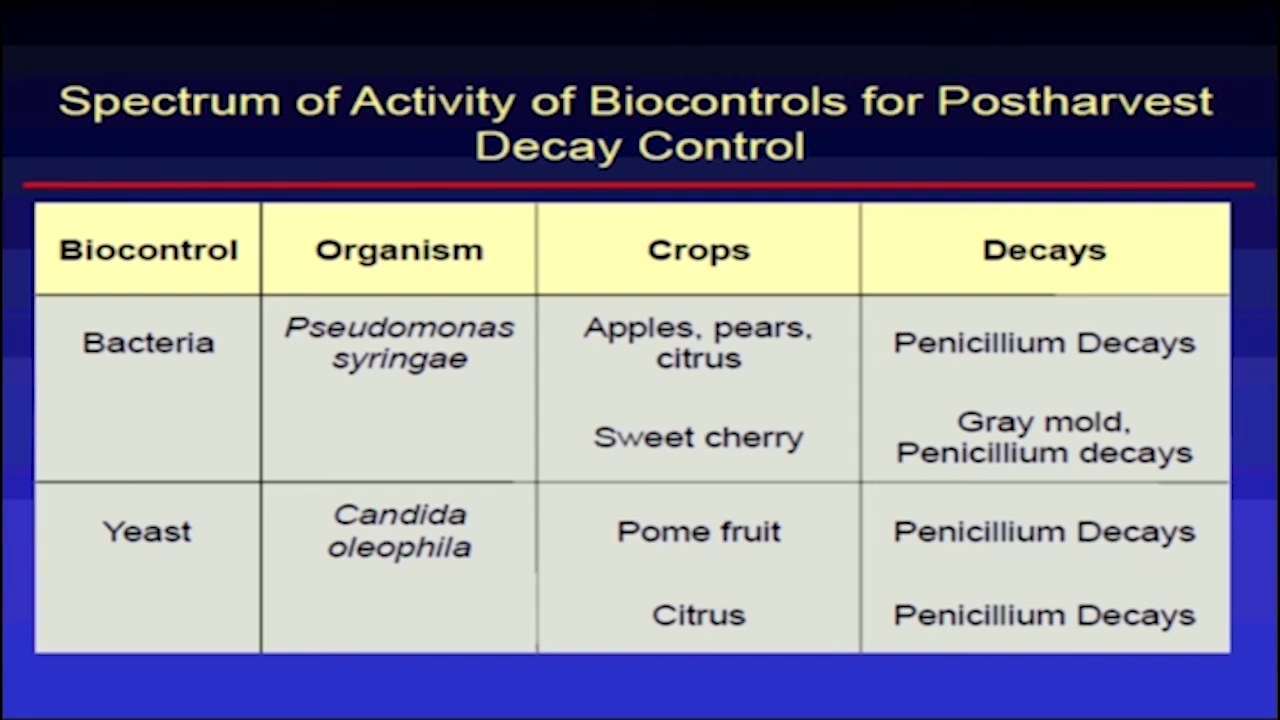 Spectrum of Activity of Biocontrols for Postharvest
Decay Control
Biocontrol Organism Crops Decays
Bacteria
Pseudomonas
syringae
Apples, pears,
citrus
Penicillium Decays
Sweet cherry
Gray mold,
Penicillium decays
Yeast
Candida
oleophila
Pome fruit
Penicillium Decays
Citrus
Penicillium Decays